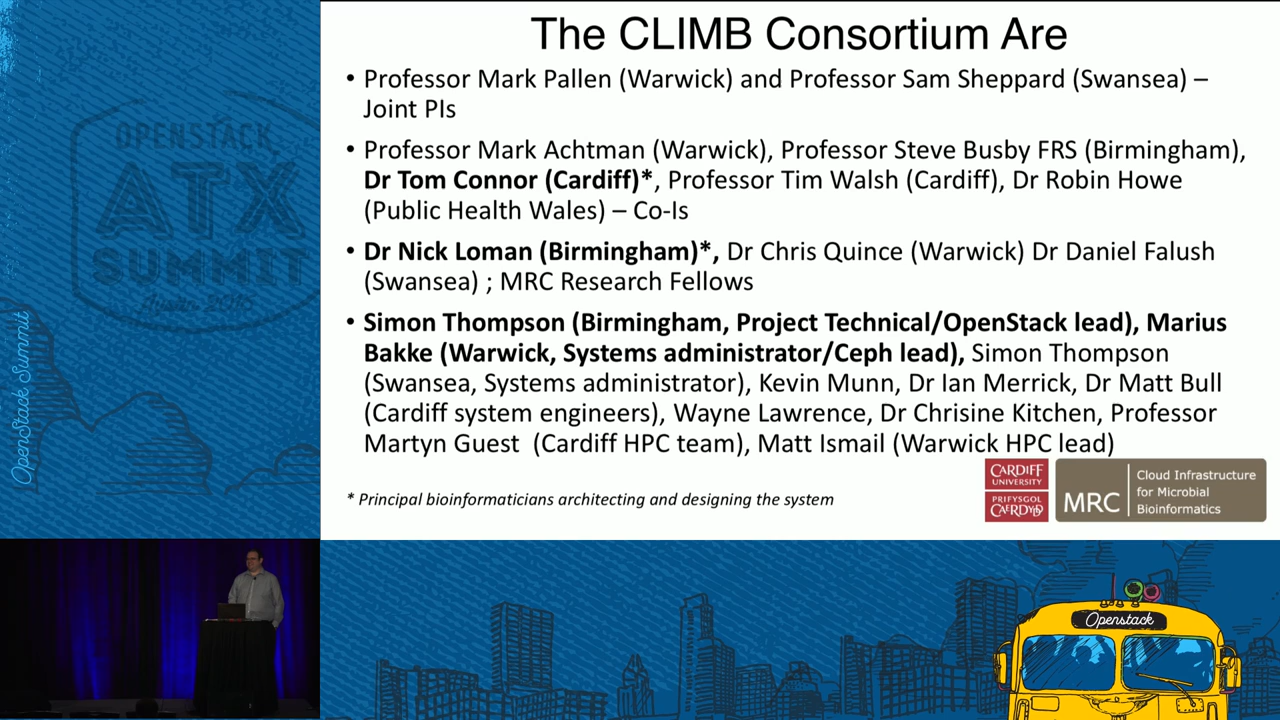 The CLIMB Consortium Are
• Professor Mark Pallen (Warwick) and Professor Sam Sheppard (Swansea) –
Joint PIs
• Professor Mark Achtman (Warwick), Professor Steve Busby FRS (Birmingham),
Dr Tom Connor (Cardiff)*, Professor Tim Walsh (Cardiff), Dr Robin Howe
(Public Health Wales) – Co-Is
• Dr Nick Loman (Birmingham)*, Dr Chris Quince (Warwick) Dr Daniel Falush
(Swansea) ; MRC Research Fellows
• Simon Thompson (Birmingham, Project Technical/OpenStack lead), Marius
Bakke (Warwick, Systems administrator/Ceph lead), Simon Thompson
(Swansea, Systems administrator), Kevin Munn, Dr Ian Merrick, Dr Matt Bull
(Cardiff system engineers), Wayne Lawrence, Dr Chrisine Kitchen, Professor
Martyn Guest (Cardiff HPC team), Matt Ismail (Warwick HPC lead)
* Principal bioinformaticians architecting and designing the system
CARDIFF
UNIVERSITY
PRIFYSGOL
CAERDYDD
MRC
Cloud Infrastructure
for Microbial
Bioinformatics
OPENSTACK
ATX
SUMMIT
Austin 2016
OpenStack Summit
Openstack